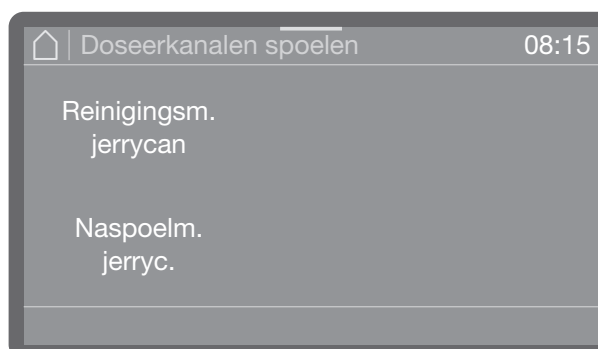 Doseerkanalen spoelen 08:15
Reinigingsm.
jerrycan
Naspoelm.
jerryc.